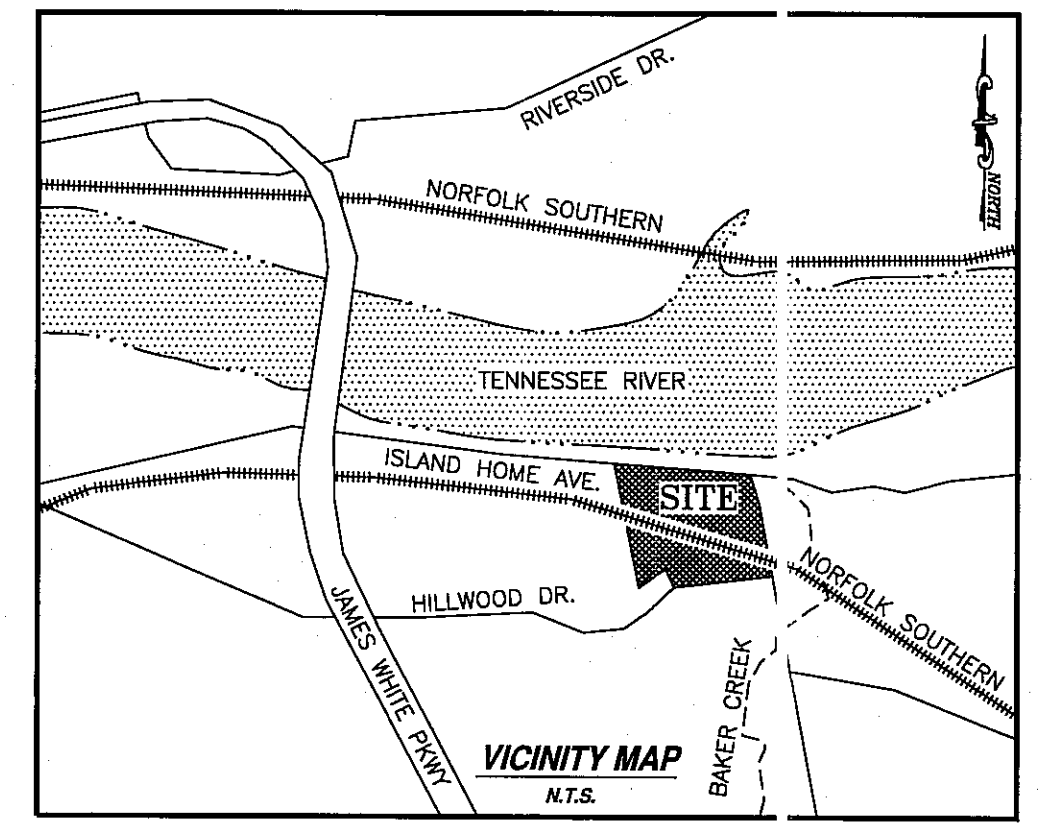 RIVERSIDE DR.
NORTH
NORFOLK SOUTHERN
TENNESSEE RIVER
ISLAND HOME AVE.
SITE
NORFOLK SOUTHERN
HILLWOOD DR.
JAMES WHITE PKWY
BAKER CREEK
VICINITY MAP
N.T.S.